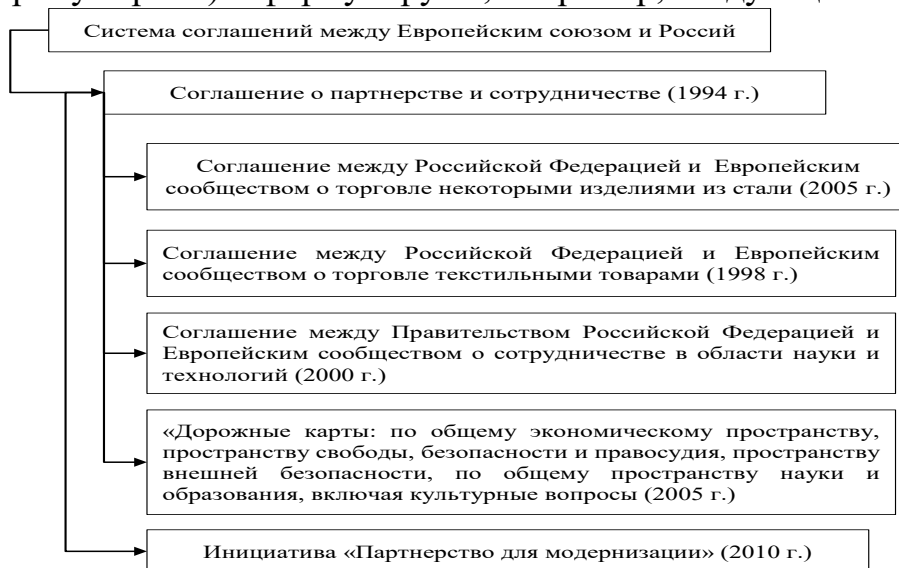 Система соглашений между Европейским союзом и Россий
Соглашение о партнерстве и сотрудничестве (1994 г.)
Соглашение между Российской Федерацией и Европейским
сообществом о торговле некоторыми изделиями из стали (2005 г.)
Соглашение между Российской Федерацией и Европейским
сообществом о торговле текстильными товарами (1998 г.)
Соглашение между Правительством Российской Федерацией и
Европейским сообществом о сотрудничестве в области науки и
технологий (2000 г.)
«Дорожные карты: по общему экономическому пространству,
пространству свободы, безопасности и правосудия, пространству
внешней безопасности, по общему пространству науки и
образования, включая культурные вопросы (2005 г.)
Инициатива «Партнерство для модернизации» (2010 г.)